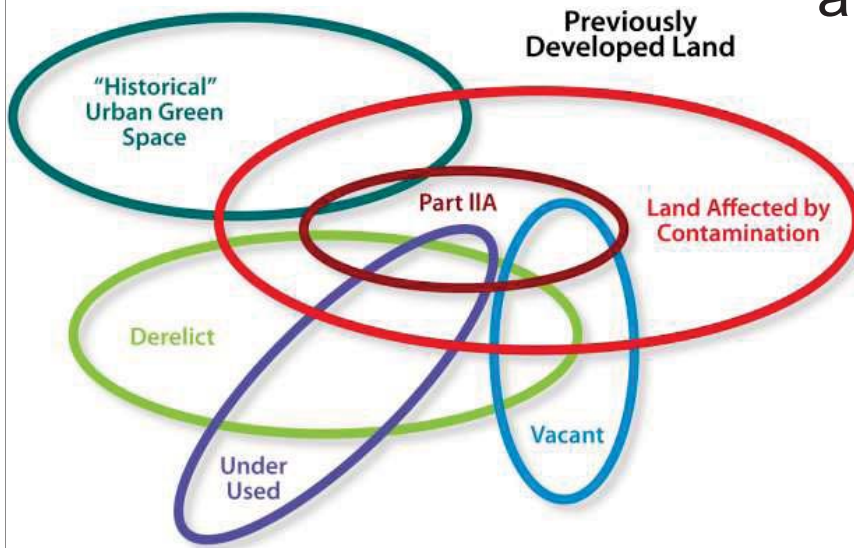 a
Previously
Developed Land
“Historical”
Urban Green
Space
Part IIA
Land Affected by
Contamination
Derelict
Vacant
Under
Used